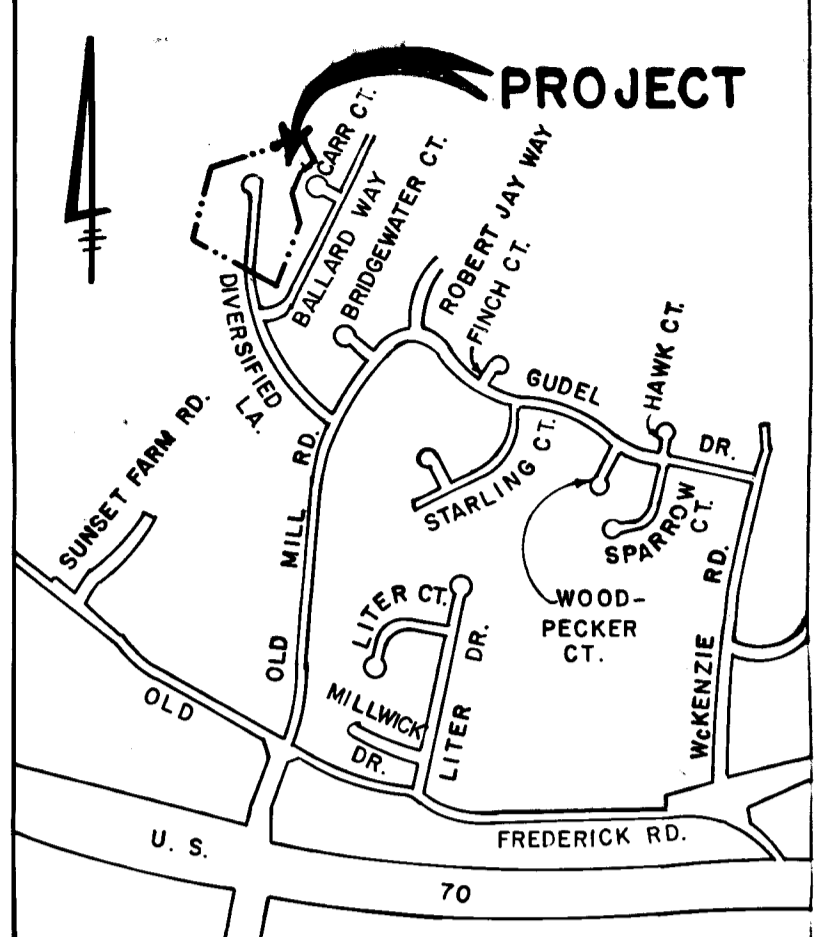 PROJECT
CARR CT.
BALLARD WAY
BRIDGEWATER CT.
ROBERT JAY WAY
FINCH CT.
DIVERSIFIED
LA.
GUDEL
DR.
HAWK CT.
SUNSET FARM RD.
OLD MILL RD.
STARLING CT.
SPARROW
CT.
WOOD-
PECKER
CT.
LITER CT.
LITER DR.
MILLWICK
DR.
WcKENZIE RD.
OLD
FREDERICK RD.
U. S.
70